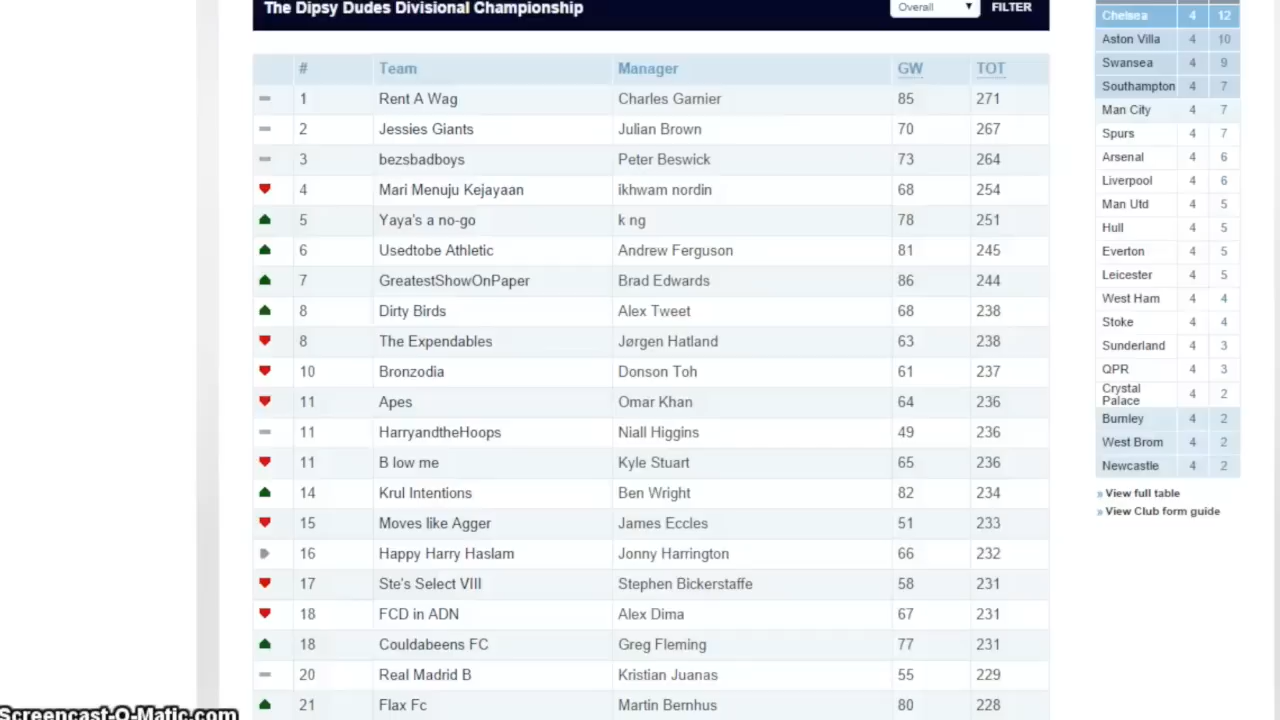 The Dipsy Dudes Divisional Championship Overall FILTER
# Team Manager GW TOT
1 Rent A Wag Charles Garnier 85 271
2 Jessies Giants Julian Brown 70 267
3 bezsbadboys Peter Beswick 73 264
4 Mari Menuju Kejayaan ikhwam nordin 68 254
5 Yaya's a no-go k ng 78 251
6 Usedtobe Athletic Andrew Ferguson 81 245
7 GreatestShowOnPaper Brad Edwards 86 244
8 Dirty Birds Alex Tweet 68 238
8 The Expendables Jørgen Hatland 63 238
10 Bronzodia Donson Toh 61 237
11 Apes Omar Khan 64 236
11 HarryandtheHoops Niall Higgins 49 236
11 B low me Kyle Stuart 65 236
14 Krul Intentions Ben Wright 82 234
15 Moves like Agger James Eccles 51 233
16 Happy Harry Haslam Jonny Harrington 66 232
17 Ste's Select VIII Stephen Bickerstaffe 58 231
18 FCD in ADN Alex Dima 67 231
18 Couldabeens FC Greg Fleming 77 231
20 Real Madrid B Kristian Juanas 55 229
21 Flax Fc Martin Bernhus 80 228
Chelsea 4 12
Aston Villa 4 10
Swansea 4 9
Southampton 4 7
Man City 4 7
Spurs 4 7
Arsenal 4 6
Liverpool 4 6
Man Utd 4 5
Hull 4 5
Everton 4 5
Leicester 4 5
West Ham 4 4
Stoke 4 4
Sunderland 4 3
QPR 4 3
Crystal
Palace 4 2
Burnley 4 2
West Brom 4 2
Newcastle 4 2
» View full table
» View Club form guide
Screencast-O-Matic.com